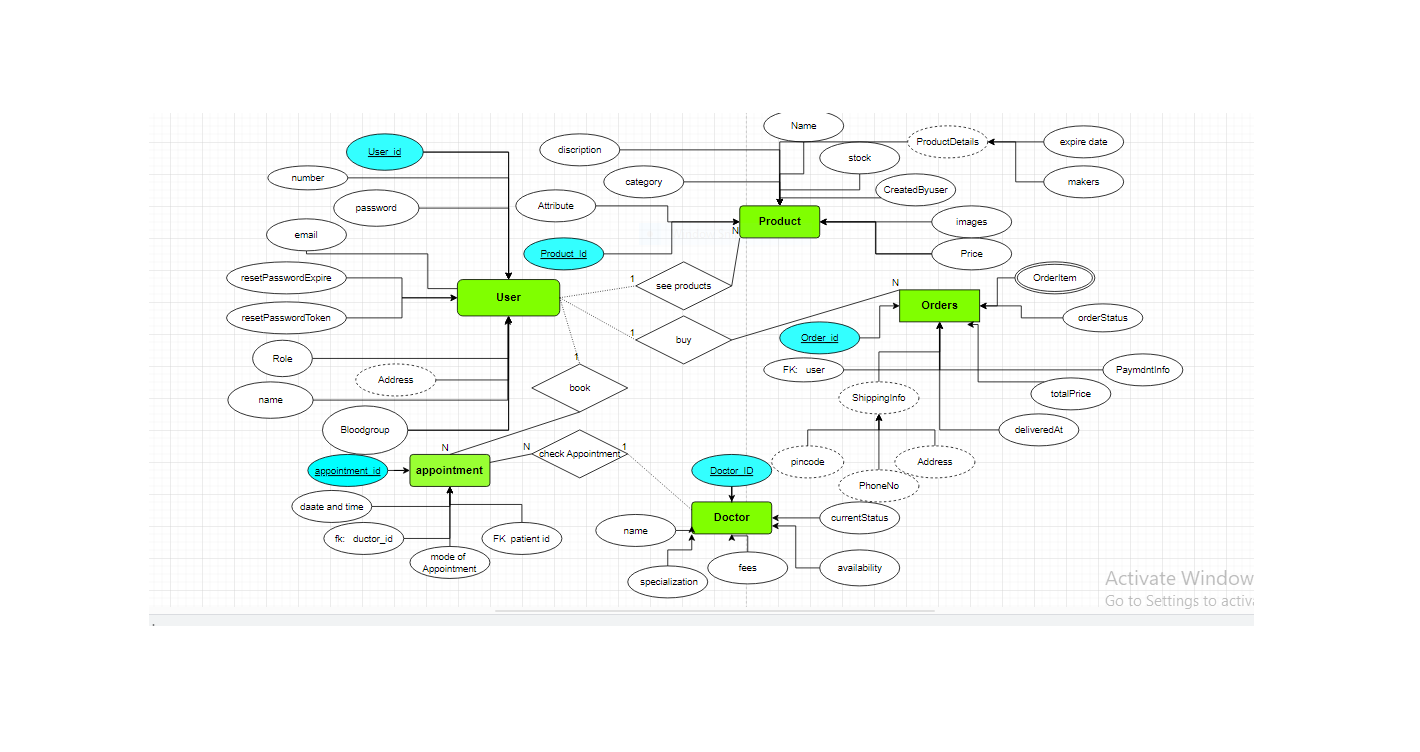 Name
User_id
discription
ProductDetails
expire date
stock
number
category
makers
CreatedByuser
password
Attribute
Product
images
email
N
Product_Id
Price
resetPasswordExpire
1
see products
OrderItem
N
User
Orders
resetPasswordToken
orderStatus
1
buy
Order_id
Role
1
FK: user
PaymdntInfo
Address
book
ShippingInfo
totalPrice
name
Bloodgroup
deliveredAt
N
N
check Appointment
1
appointment_id
appointment
Doctor_ID
pincode
Address
PhoneNo
daate and time
Doctor
currentStatus
name
fk: ductor_id
FK patient id
mode of
Appointment
fees
availability
specialization
Activate Window
Go to Settings to activa